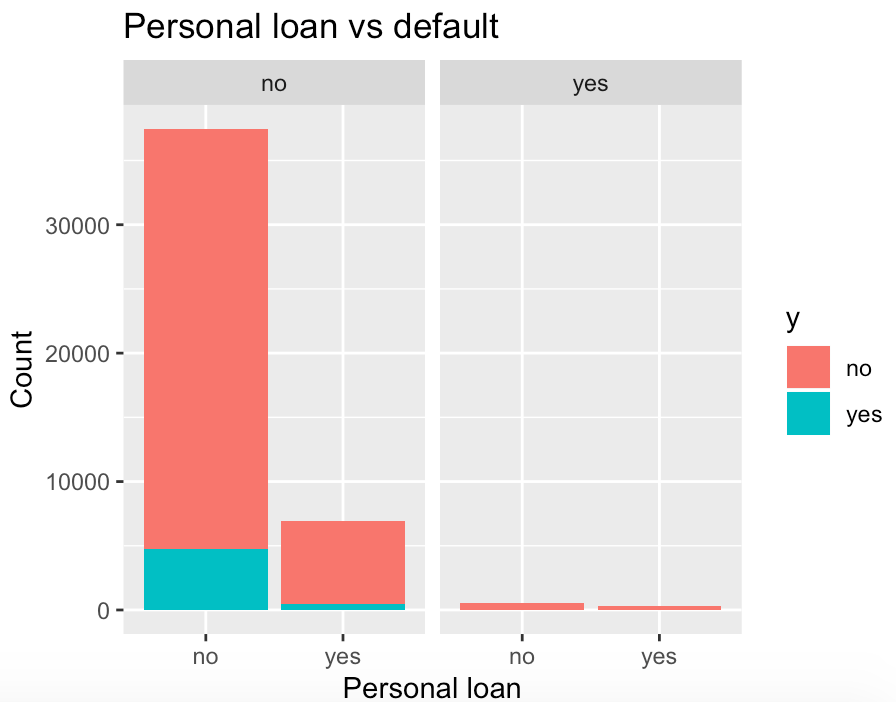 Personal loan vs default
no
yes
Count
30000
20000
10000
0
no
yes
no
yes
Personal loan
y
no
yes